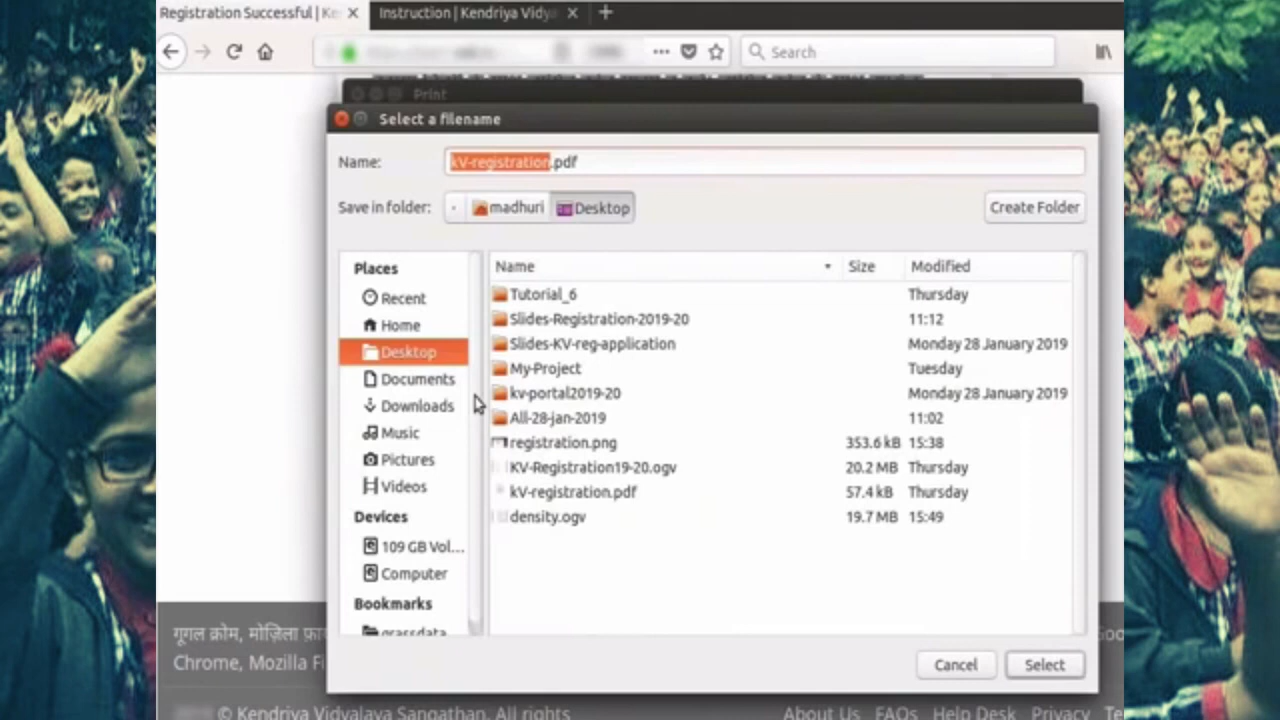 Registration Successful | Ke
Instruction | Kendriya Vidya
Search
Print
Select a filename
Name: kV-registration.pdf
Save in folder: madhuri Desktop Create Folder
Places
Recent
Home
Desktop
Documents
Downloads
Music
Pictures
Videos
Devices
109 GB Vol...
Computer
Bookmarks
grassdata
Name Size Modified
Tutorial_6 Thursday
Slides-Registration-2019-20 11:12
Slides-KV-reg-application Monday 28 January 2019
My-Project Tuesday
kv-portal2019-20 Monday 28 January 2019
All-28-jan-2019 11:02
registration.png 353.6 kB 15:38
KV-Registration19-20.ogv 20.2 MB Thursday
kV-registration.pdf 57.4 kB Thursday
density.ogv 19.7 MB 15:49
Cancel Select
गूगल क्रोम, मोज़िला फ़ा
Chrome, Mozilla Fi
© Kendriya Vidyalaya Sangathan. All rights
About Us FAQs Help Desk Privacy Te